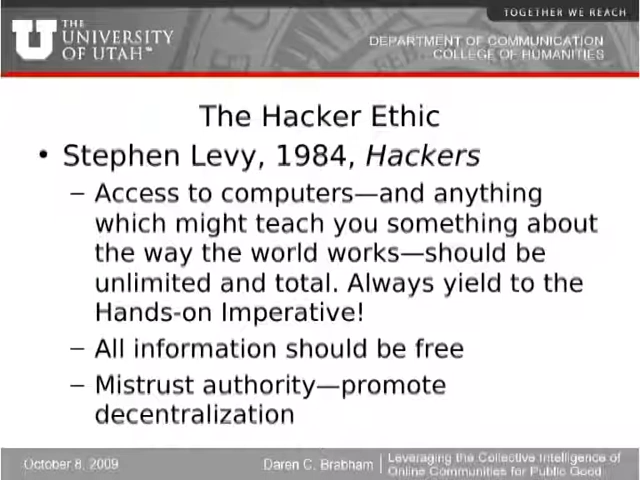 TOGETHER WE REACH
THE
UNIVERSITY
OF UTAH™
DEPARTMENT OF COMMUNICATION
COLLEGE OF HUMANITIES
The Hacker Ethic
• Stephen Levy, 1984, Hackers
– Access to computers—and anything
which might teach you something about
the way the world works—should be
unlimited and total. Always yield to the
Hands-on Imperative!
– All information should be free
– Mistrust authority—promote
decentralization
October 8, 2009
Daren C. Brabham
Leveraging the Collective Intelligence of
Online Communities for Public Good